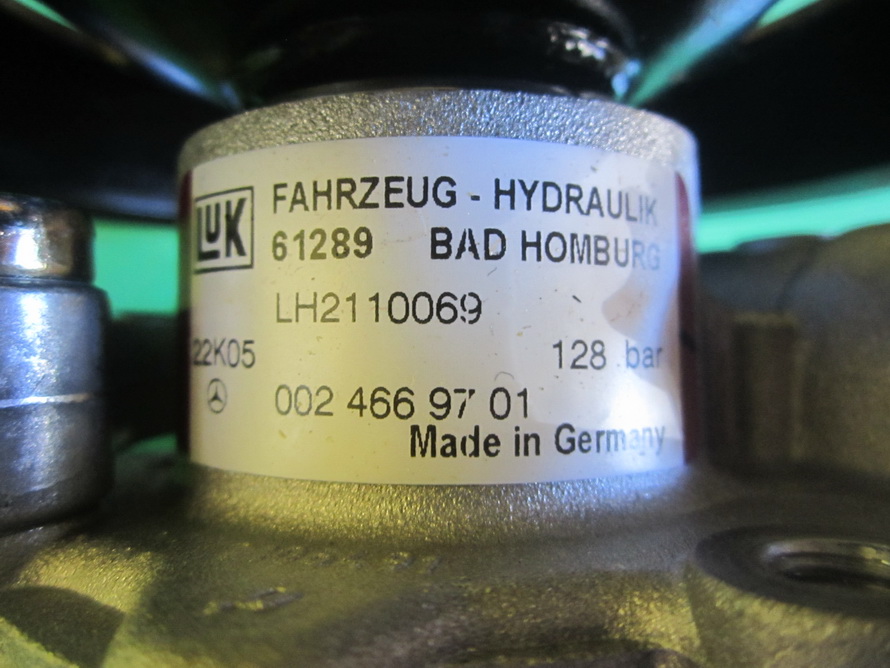 LuK FAHRZEUG - HYDRAULIK
61289 BAD HOMBURG
LH2110069
22K05 128 bar
002 466 97 01
Made in Germany